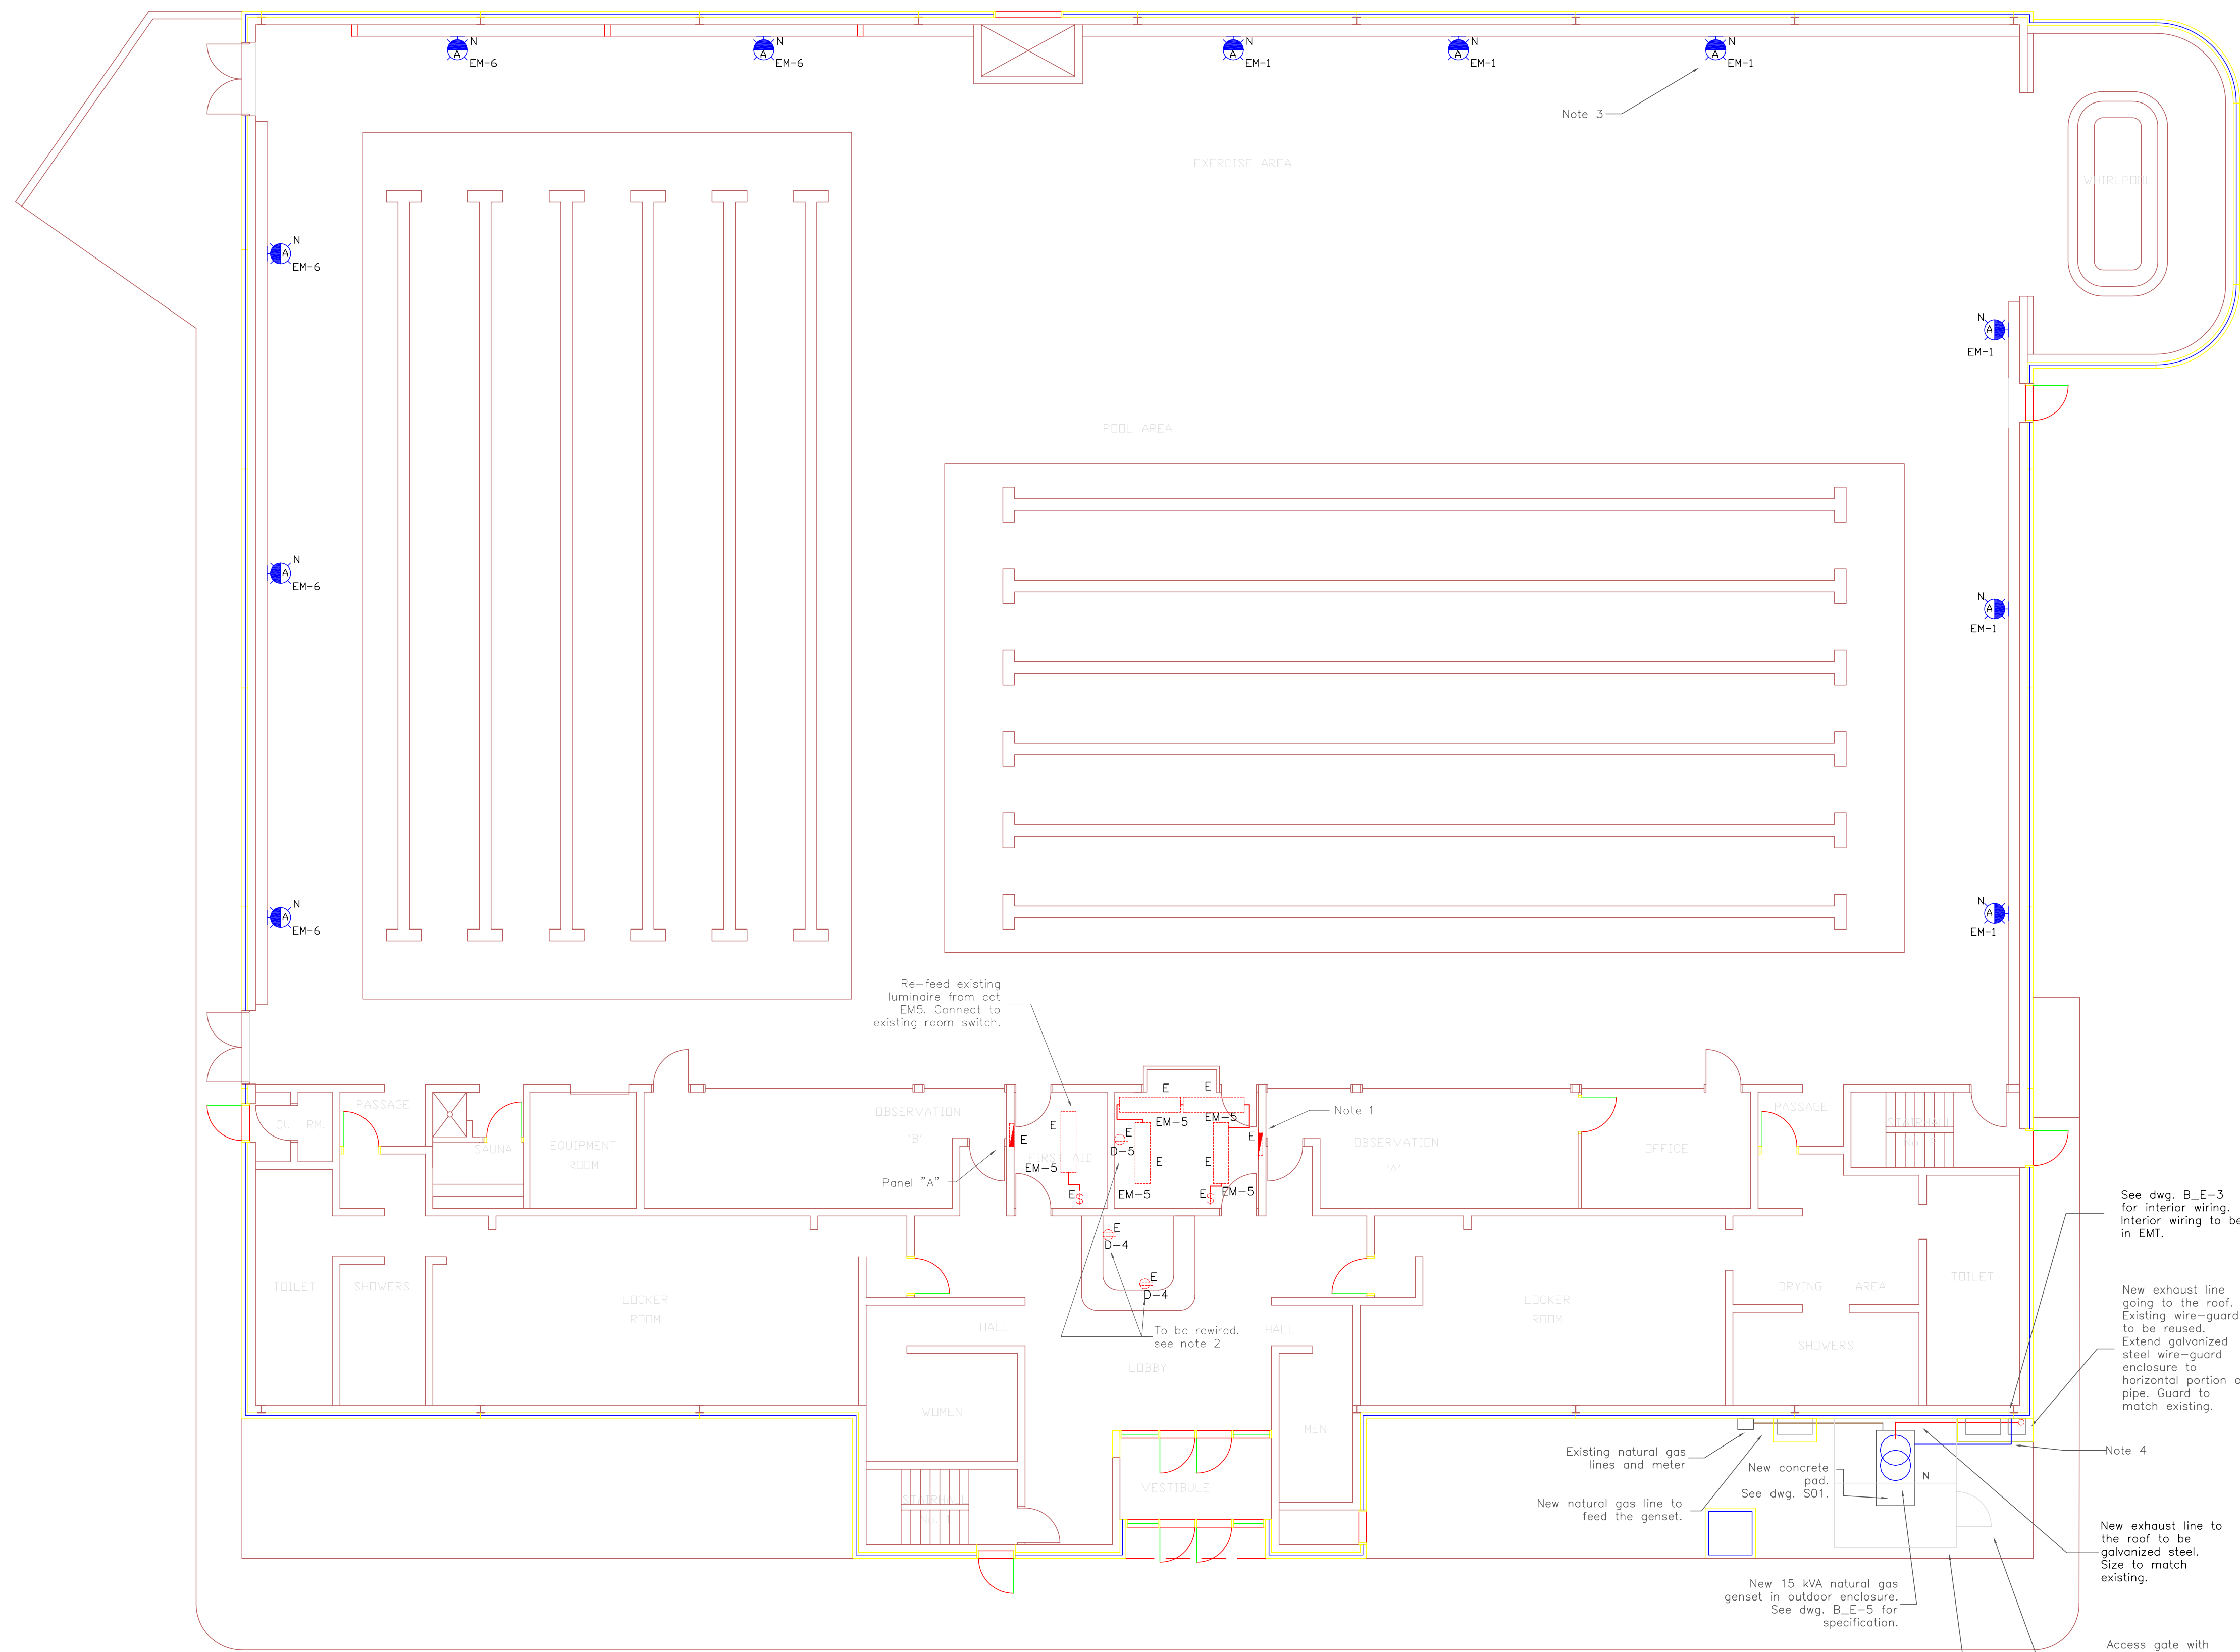 N
A
EM-6
N
A
EM-6
N
A
EM-1
N
A
EM-1
N
A
EM-1
Note 3
EXERCISE AREA
WHIRLPOOL
N
A
EM-6
N
A
EM-1
POOL AREA
N
A
EM-6
N
A
EM-1
N
A
EM-6
N
A
EM-1
Re-feed existing
luminaire from cct
EM5. Connect to
existing room switch.
PASSAGE
CL. RM.
SAUNA
EQUIPMENT
ROOM
OBSERVATION
'B'
Panel "A"
E
E
FIRST AID
EM-5
E
$
E
E
EM-5
EM-5
E
D-5
E
E
E
EM-5
E
$
EM-5
Note 1
OBSERVATION
'A'
OFFICE
PASSAGE
STAIRHALL
No. 2
E
D-4
E
D-4
To be rewired.
see note 2
TOILET
SHOWERS
LOCKER
ROOM
HALL
HALL
LOBBY
LOCKER
ROOM
DRYING AREA
TOILET
SHOWERS
WOMEN
MEN
VESTIBULE
STAIRHALL
See dwg. B_E-3
for interior wiring.
Interior wiring to be
in EMT.
New exhaust line
going to the roof.
Existing wire-guard
to be reused.
Extend galvanized
steel wire-guard
enclosure to
horizontal portion o
pipe. Guard to
match existing.
Existing natural gas
lines and meter
Note 4
New concrete
pad.
See dwg. S01.
N
New natural gas line to
feed the genset.
New exhaust line to
the roof to be
galvanized steel.
Size to match
existing.
New 15 kVA natural gas
genset in outdoor enclosure.
See dwg. B_E-5 for
specification.
Access gate with